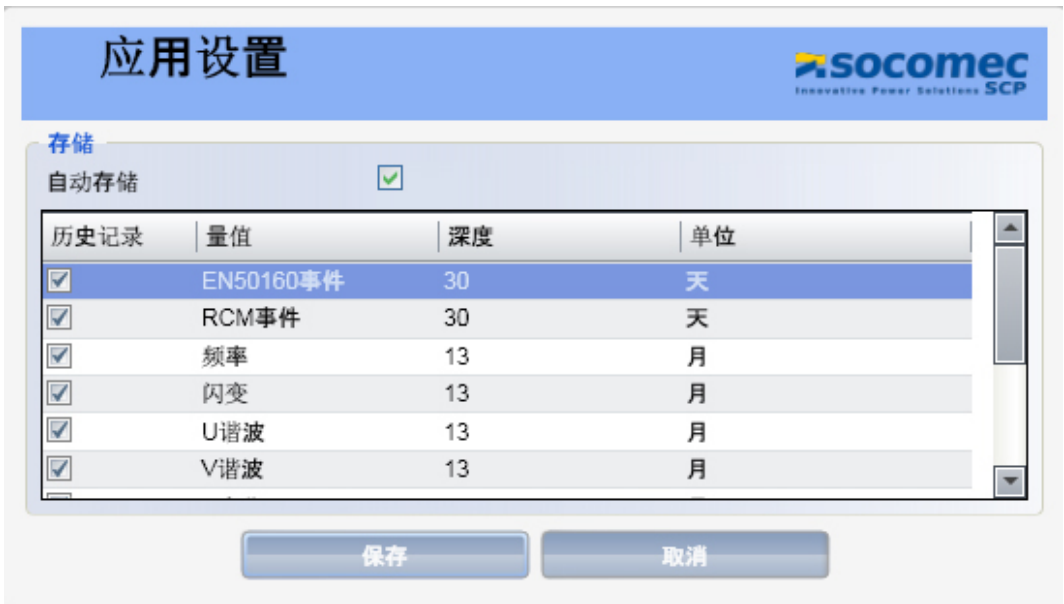 应用设置
socomec
Innovative Power Solutions SCP
存储
自动存储
历史记录 量值 深度 单位
EN50160事件 30 天
RCM事件 30 天
频率 13 月
闪变 13 月
U谐波 13 月
V谐波 13 月
保存 取消